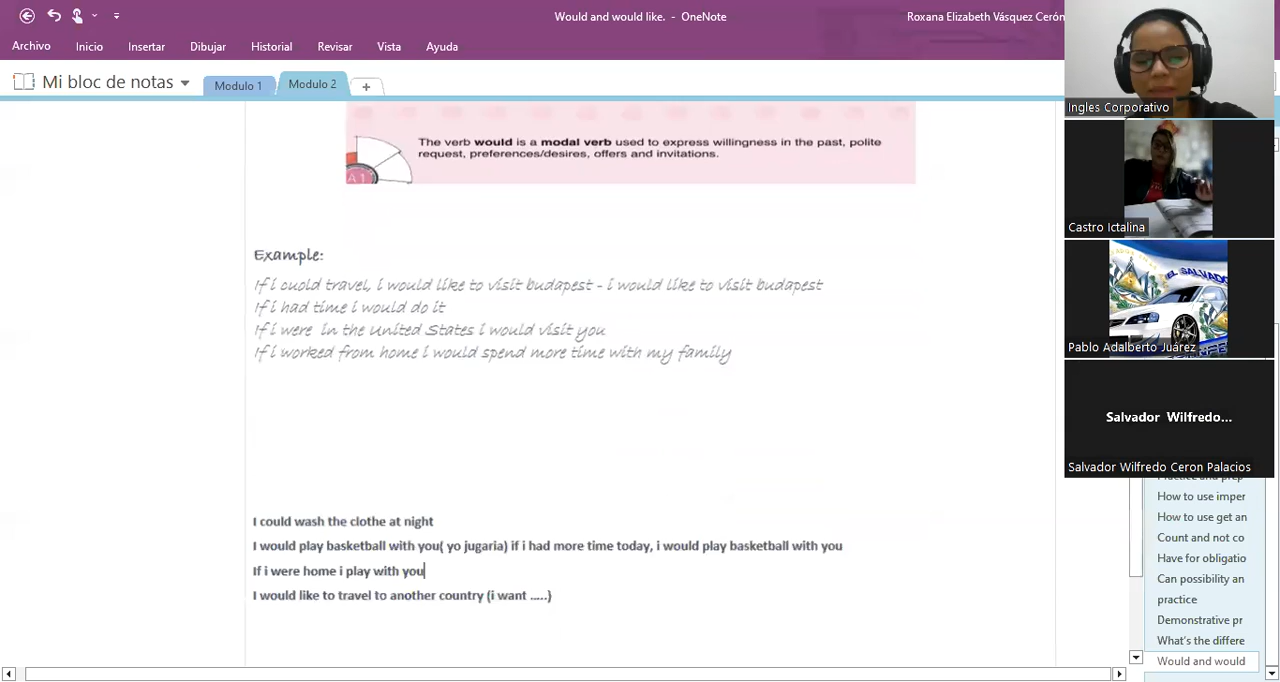 Would and would like. - OneNote
Roxana Elizabeth Vásquez Cerón
Archivo Inicio Insertar Dibujar Historial Revisar Vista Ayuda
Mi bloc de notas Modulo 1 Modulo 2 +
The verb would is a modal verb used to express willingness in the past, polite
request, preferences/desires, offers and invitations.
A1
Example:
If i cuold travel, i would like to visit budapest - i would like to visit budapest
If i had time i would do it
If i were in the United States i would visit you
If i worked from home i would spend more time with my family
I could wash the clothe at night
I would play basketball with you( yo jugaria) if i had more time today, i would play basketball with you
If i were home i play with you
I would like to travel to another country (i want .....}
Ingles Corporativo
Castro Ictalina
EL SALVADOR
Pablo Adalberto Juárez
Salvador Wilfredo...
Salvador Wilfredo Ceron Palacios
Practice and prep
How to use imper
How to use get an
Count and not co
Have for obligatio
Can possibility an
practice
Demonstrative pr
What's the differe
Would and would